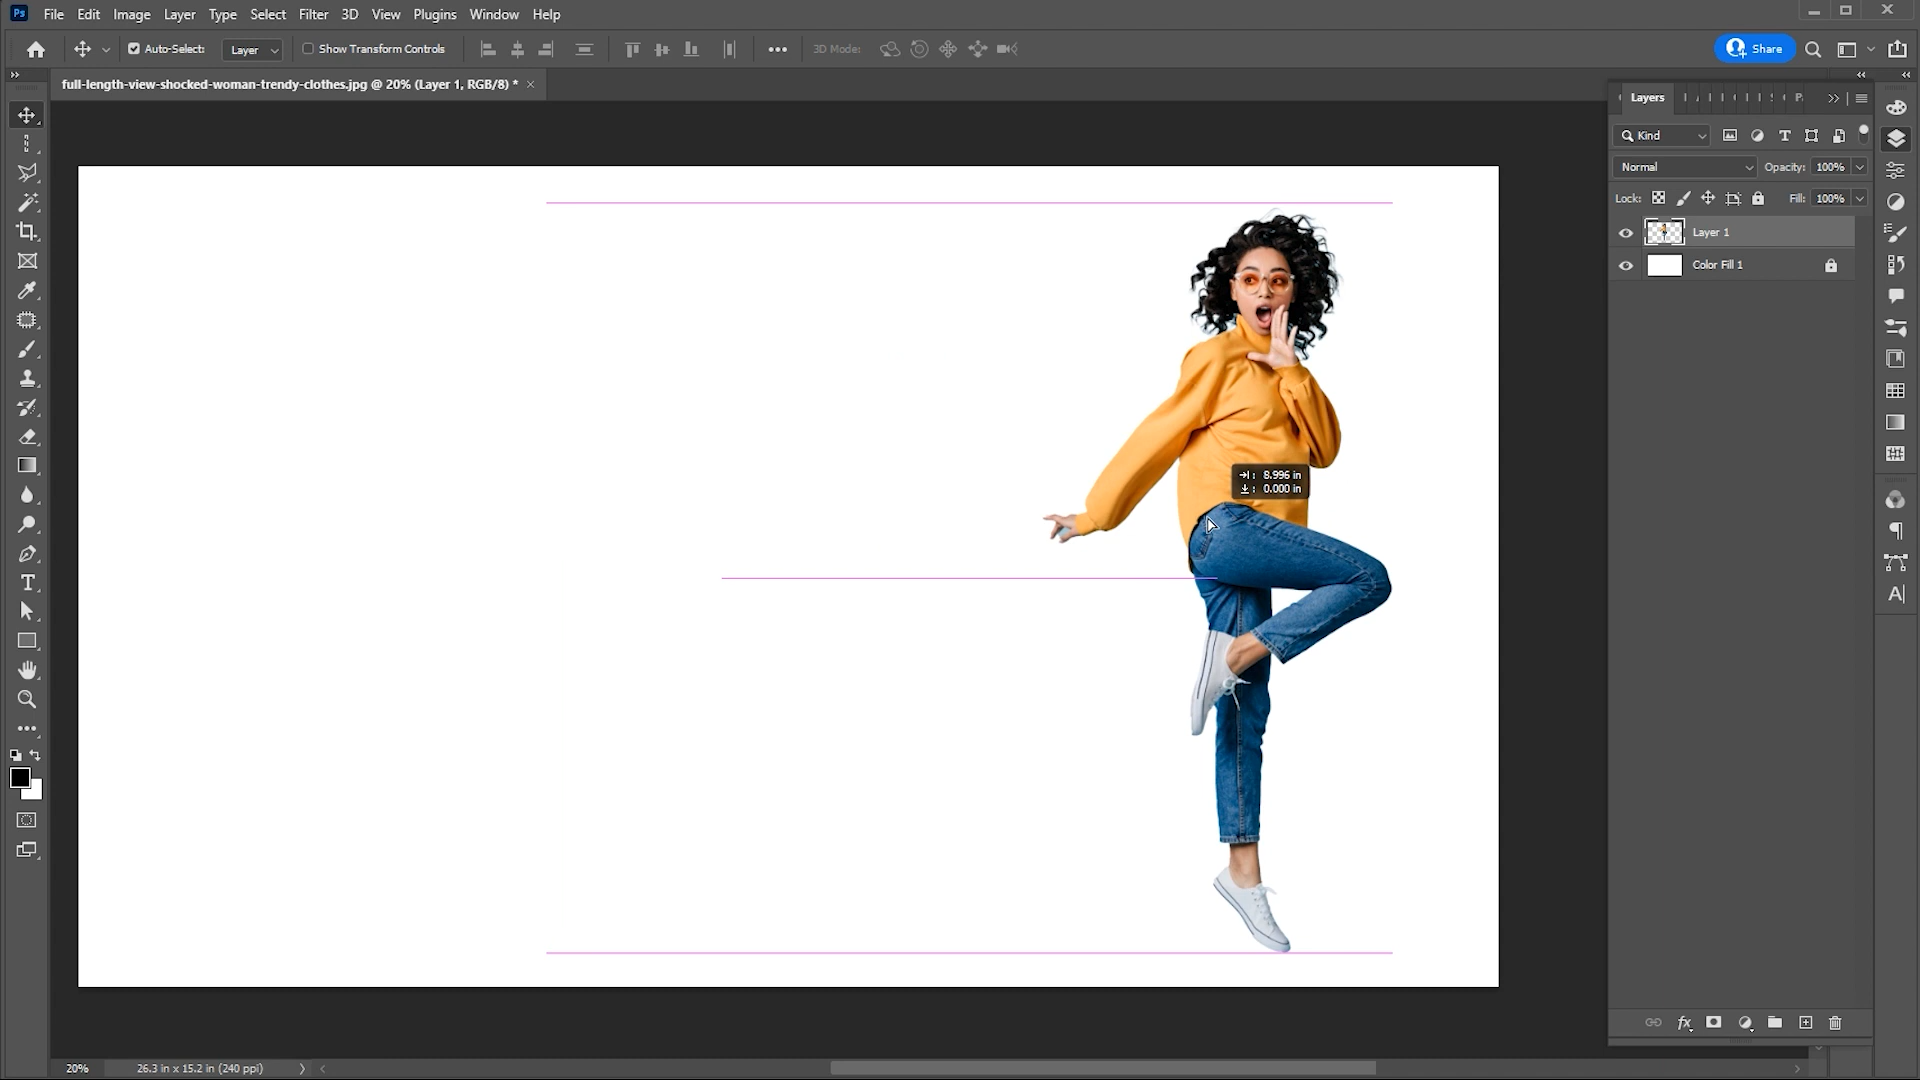 Ps File Edit Image Layer Type Select Filter 3D View Plugins Window Help
Auto-Select: Layer Show Transform Controls 3D Mode: Share
full-length-view-shocked-woman-trendy-clothes.jpg @ 20% (Layer 1, RGB/8) *
Layers
Kind
Normal Opacity: 100%
Lock: Fill: 100%
Layer 1
Color Fill 1
8.996 in
0.000 in
fx
20% 26.3 in x 15.2 in (240 ppi)